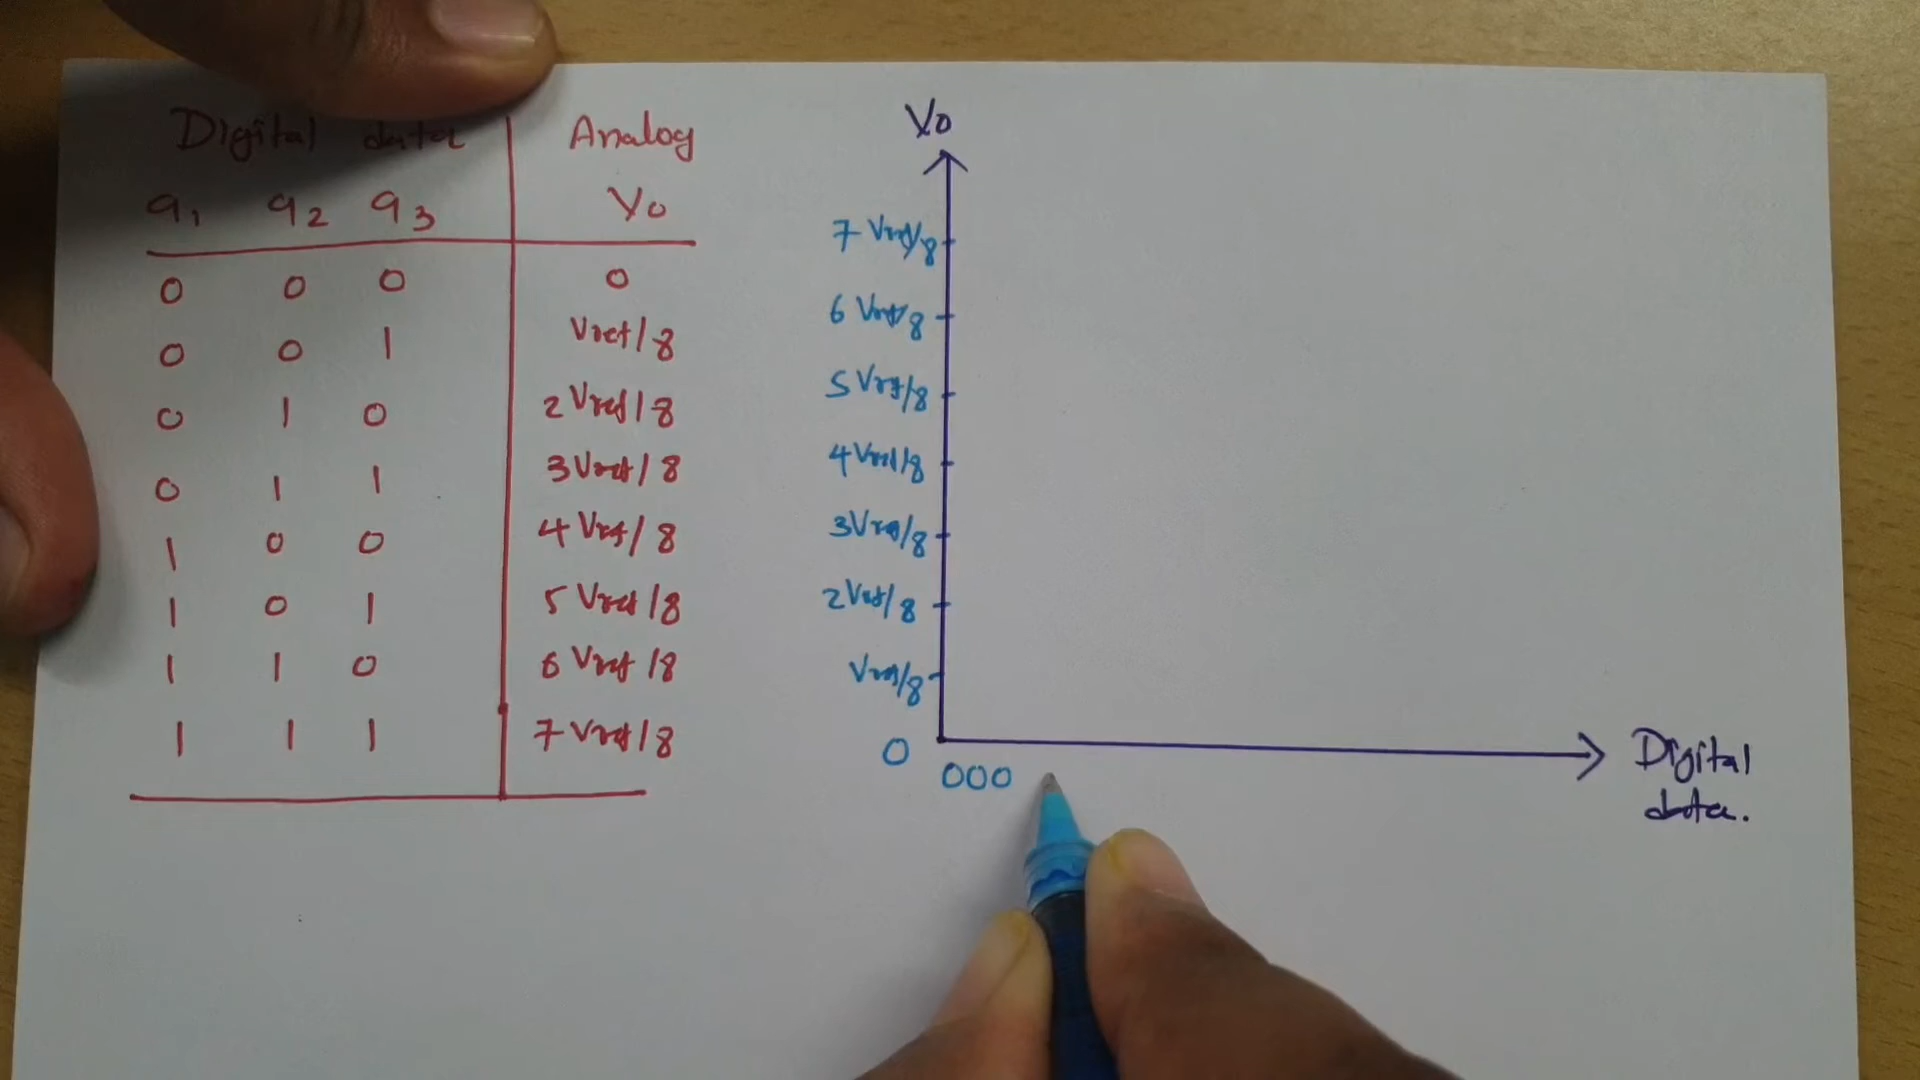 Digital data Analog
a1 a2 a3 Vo
0 0 0 0
0 0 1 Vref/8
0 1 0 2Vref/8
0 1 1 3Vref/8
1 0 0 4Vref/8
1 0 1 5Vref/8
1 1 0 6Vref/8
1 1 1 7Vref/8
Vo
7Vref/8
6Vref/8
5Vref/8
4Vref/8
3Vref/8
2Vref/8
Vref/8
0
000
Digital
data.